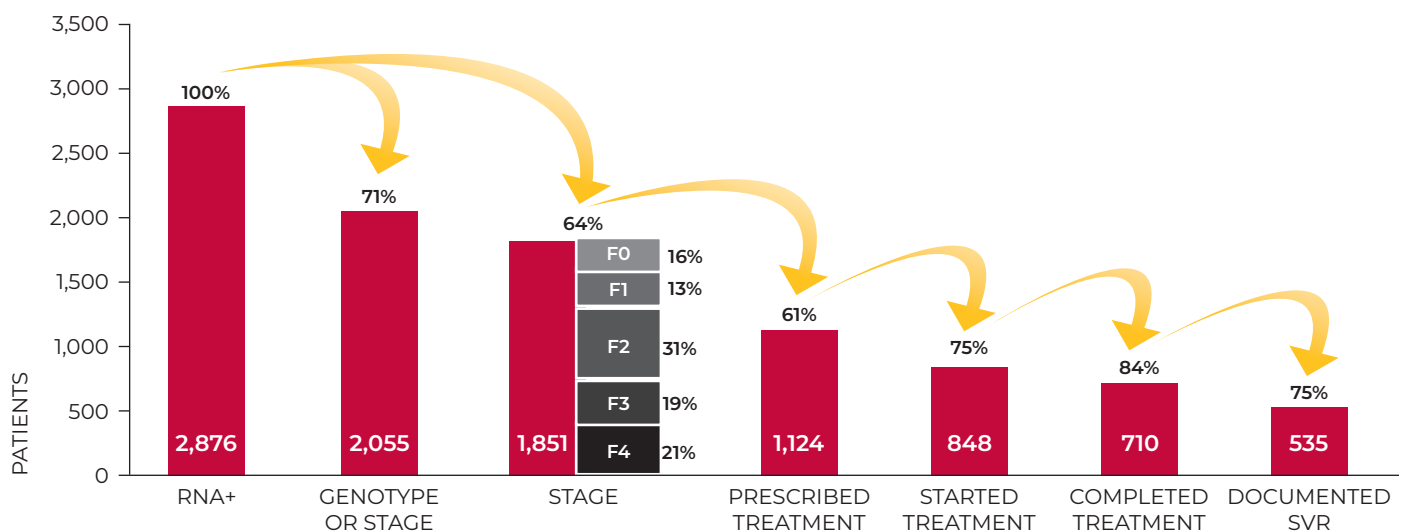 3,500
3,000
2,500
2,000
1,500
1,000
500
0
PATIENTS
100%
71%
64%
61%
75%
84%
75%
F0 16%
F1 13%
F2 31%
F3 19%
F4 21%
2,876
2,055
1,851
1,124
848
710
535
RNA+
GENOTYPE
OR STAGE
STAGE
PRESCRIBED
TREATMENT
STARTED
TREATMENT
COMPLETED
TREATMENT
DOCUMENTED
SVR